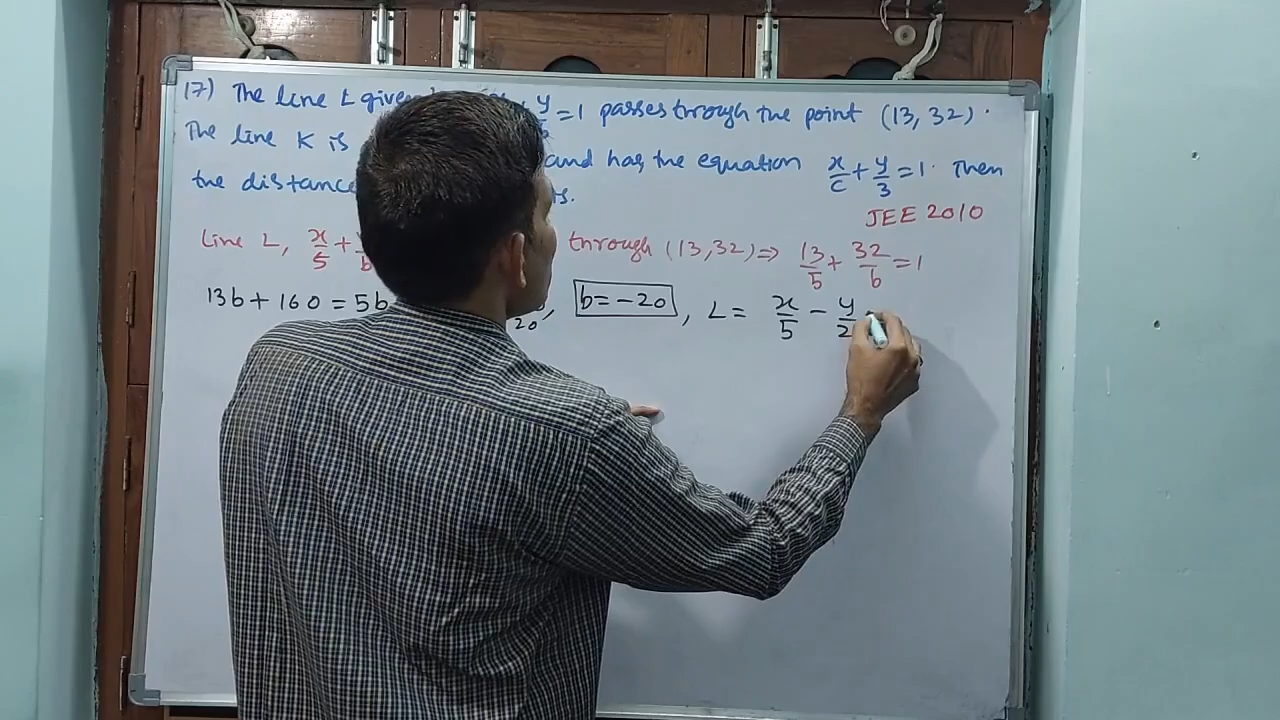 17) The line L given y/ =1 passes through the point (13, 32).
The line K is and has the equation x/c + y/3 = 1. Then
the distance
JEE 2010
Line L, x/5 + /b through (13,32) ⇒ 13/5 + 32/b = 1
13b + 160 = 5b 20, b = -20, L = x/5 - y/2